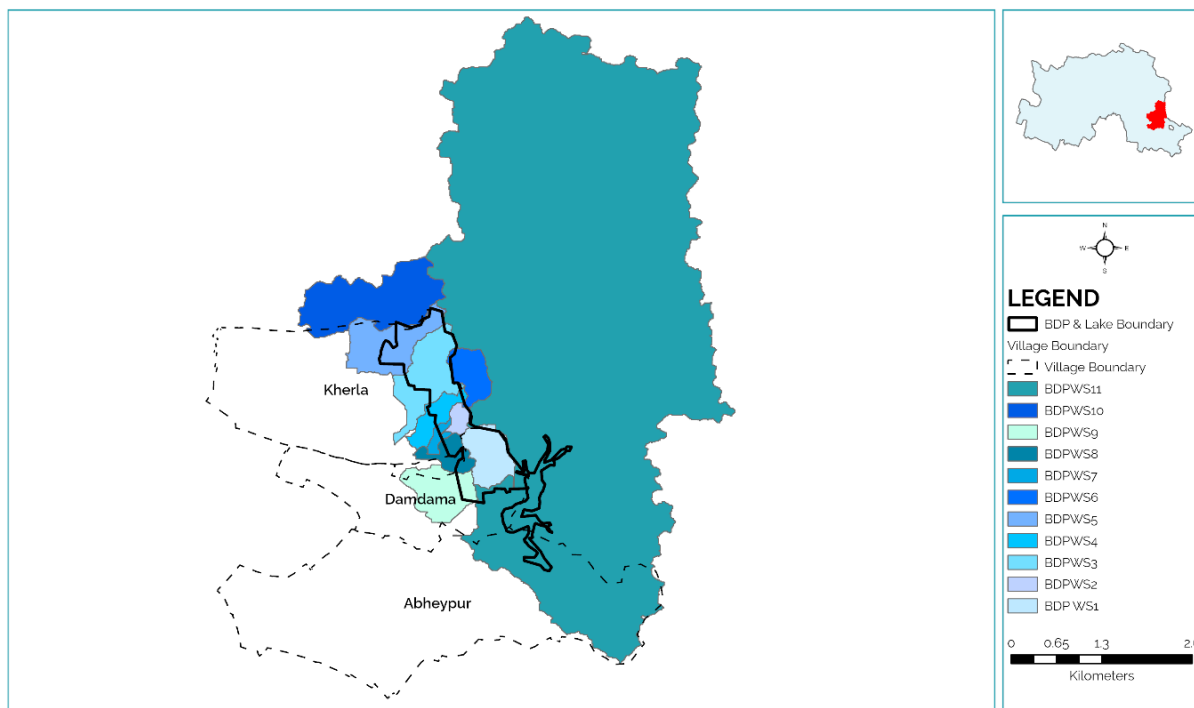 Kherla
Damdama
Abheypur
N
W E
S
LEGEND
BDP & Lake Boundary
Village Boundary
Village Boundary
BDPWS11
BDPWS10
BDPWS9
BDPWS8
BDPWS7
BDPWS6
BDPWS5
BDPWS4
BDPWS3
BDPWS2
BDP WS1
0 0.65 1.3
Kilometers